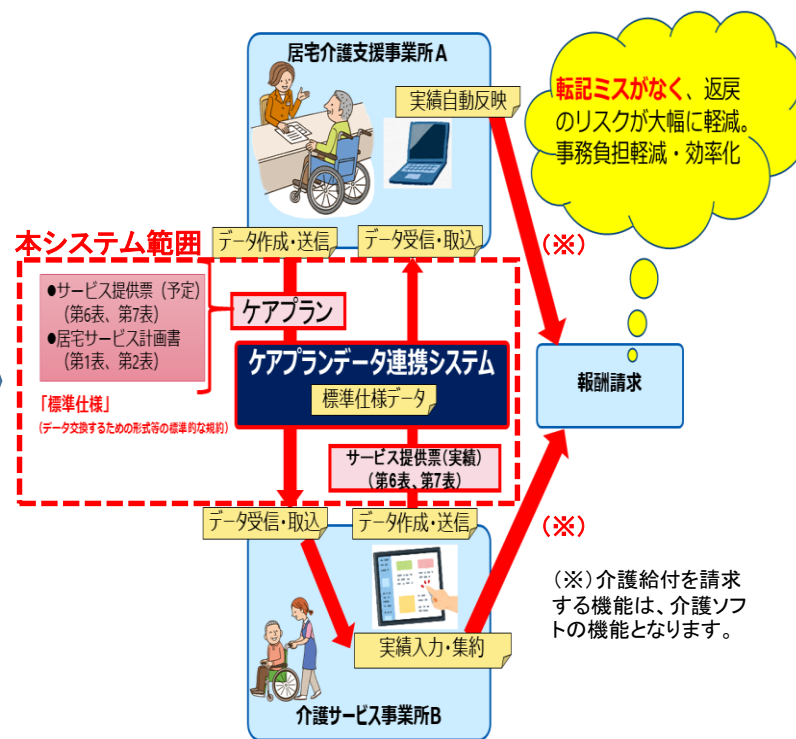 居宅介護支援事業所A
実績自動反映
転記ミスがなく、返戻
のリスクが大幅に軽減。
事務負担軽減・効率化
本システム範囲
データ作成・送信
データ受信・取込
(※)
●サービス提供票（予定）
(第6表、第7表)
●居宅サービス計画書
(第1表、第2表)
ケアプラン
「標準仕様」
(データ交換するための形式等の標準的な規約)
ケアプランデータ連携システム
標準仕様データ
報酬請求
サービス提供票(実績)
(第6表、第7表)
データ受信・取込
データ作成・送信
(※)
実績入力・集約
介護サービス事業所B
(※)介護給付を請求
する機能は、介護ソフ
トの機能となります。